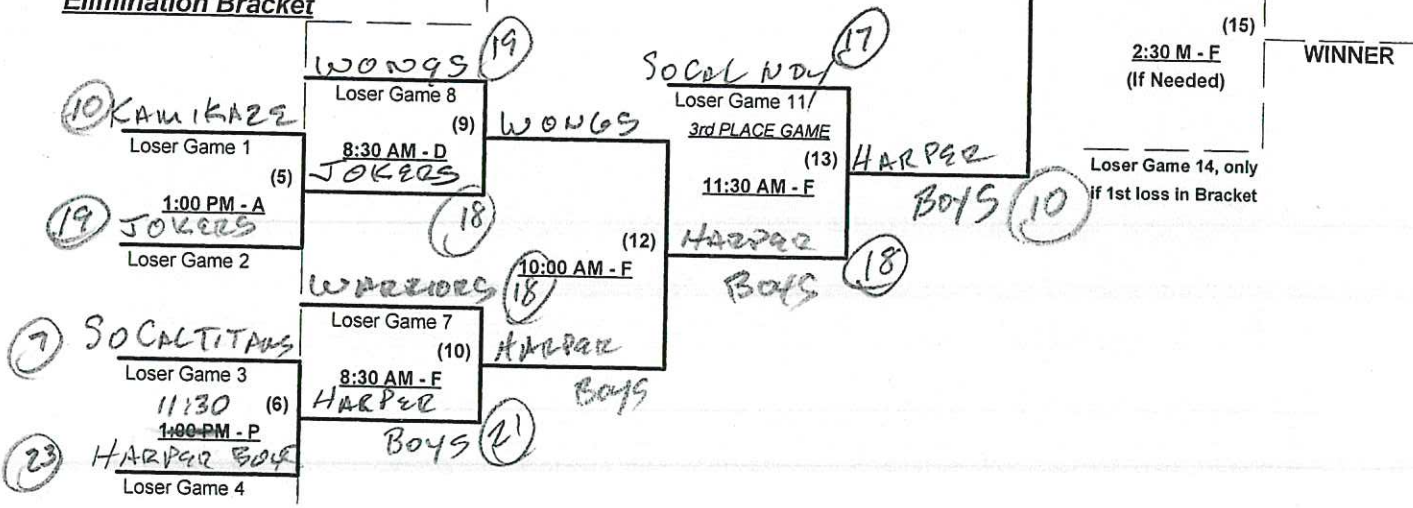 Elimination Bracket
WONGS 19
Loser Game 8
(9)
8:30 AM - D
JOKERS
18
10 KAMIKAZE
Loser Game 1
(5)
1:00 PM - A
19 JOKERS
Loser Game 2
WARRIORS 18
Loser Game 7
(10)
8:30 AM - F
HARPER
BOYS 21
7 SOCALTITANS
Loser Game 3
11:30 (6)
1:00 PM - P
23 HARPER BOYS
Loser Game 4
WONGS
(12)
10:00 AM - F
HARPER
BOYS
17
Loser Game 11
3rd PLACE GAME
(13)
11:30 AM - F
HARPER
BOYS 18
HARPER
BOYS 10
(15)
2:30 M - F
(If Needed)
WINNER
Loser Game 14, only
if 1st loss in Bracket